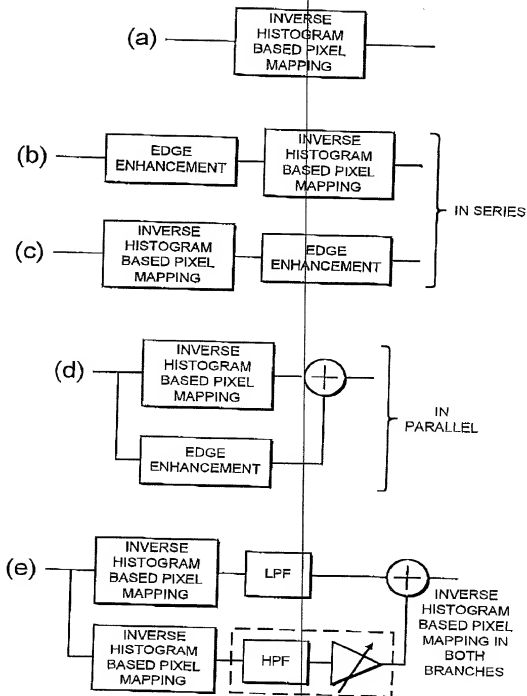 (a)
INVERSE
HISTOGRAM
BASED PIXEL
MAPPING
(b)
EDGE
ENHANCEMENT
INVERSE
HISTOGRAM
BASED PIXEL
MAPPING
(c)
INVERSE
HISTOGRAM
BASED PIXEL
MAPPING
EDGE
ENHANCEMENT
IN SERIES
(d)
INVERSE
HISTOGRAM
BASED PIXEL
MAPPING
EDGE
ENHANCEMENT
IN
PARALLEL
(e)
INVERSE
HISTOGRAM
BASED PIXEL
MAPPING
LPF
INVERSE
HISTOGRAM
BASED PIXEL
MAPPING
HPF
INVERSE
HISTOGRAM
BASED PIXEL
MAPPING IN
BOTH
BRANCHES